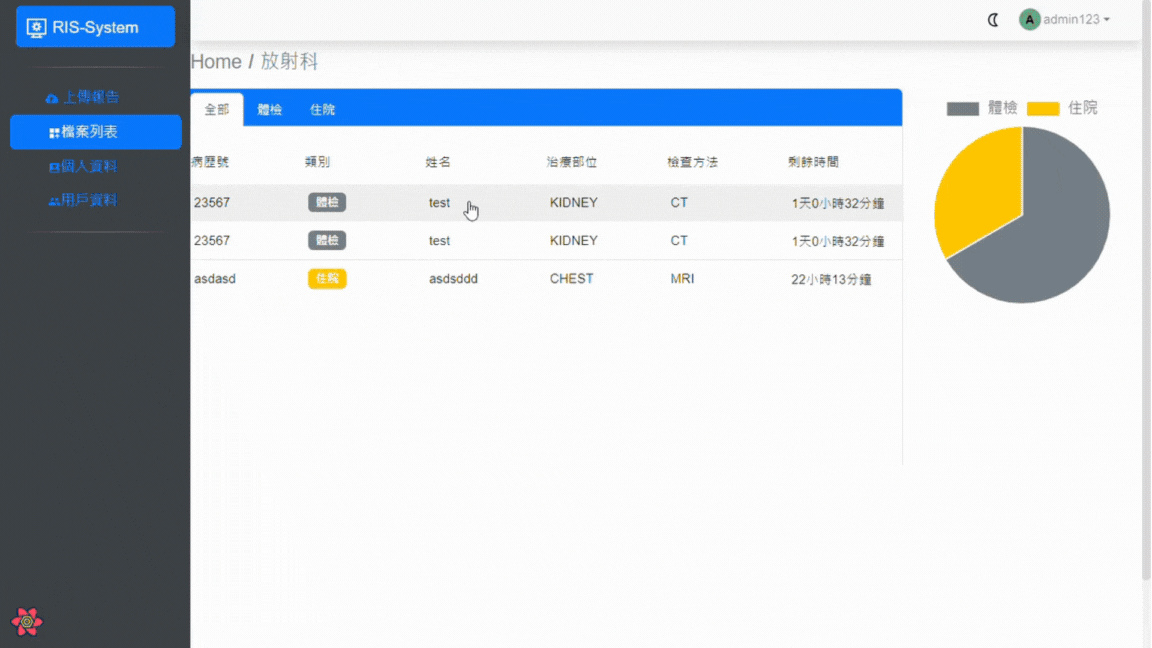 RIS-System
admin123
A
上傳報告
檔案列表
個人資料
用戶資料
Home / 放射科
全部 體檢 住院
病歷號 類別 姓名 治療部位 檢查方法 剩餘時間
23567 體檢 test KIDNEY CT 1天0小時32分鐘
23567 體檢 test KIDNEY CT 1天0小時32分鐘
asdasd 住院 asdsddd CHEST MRI 22小時13分鐘
體檢 住院